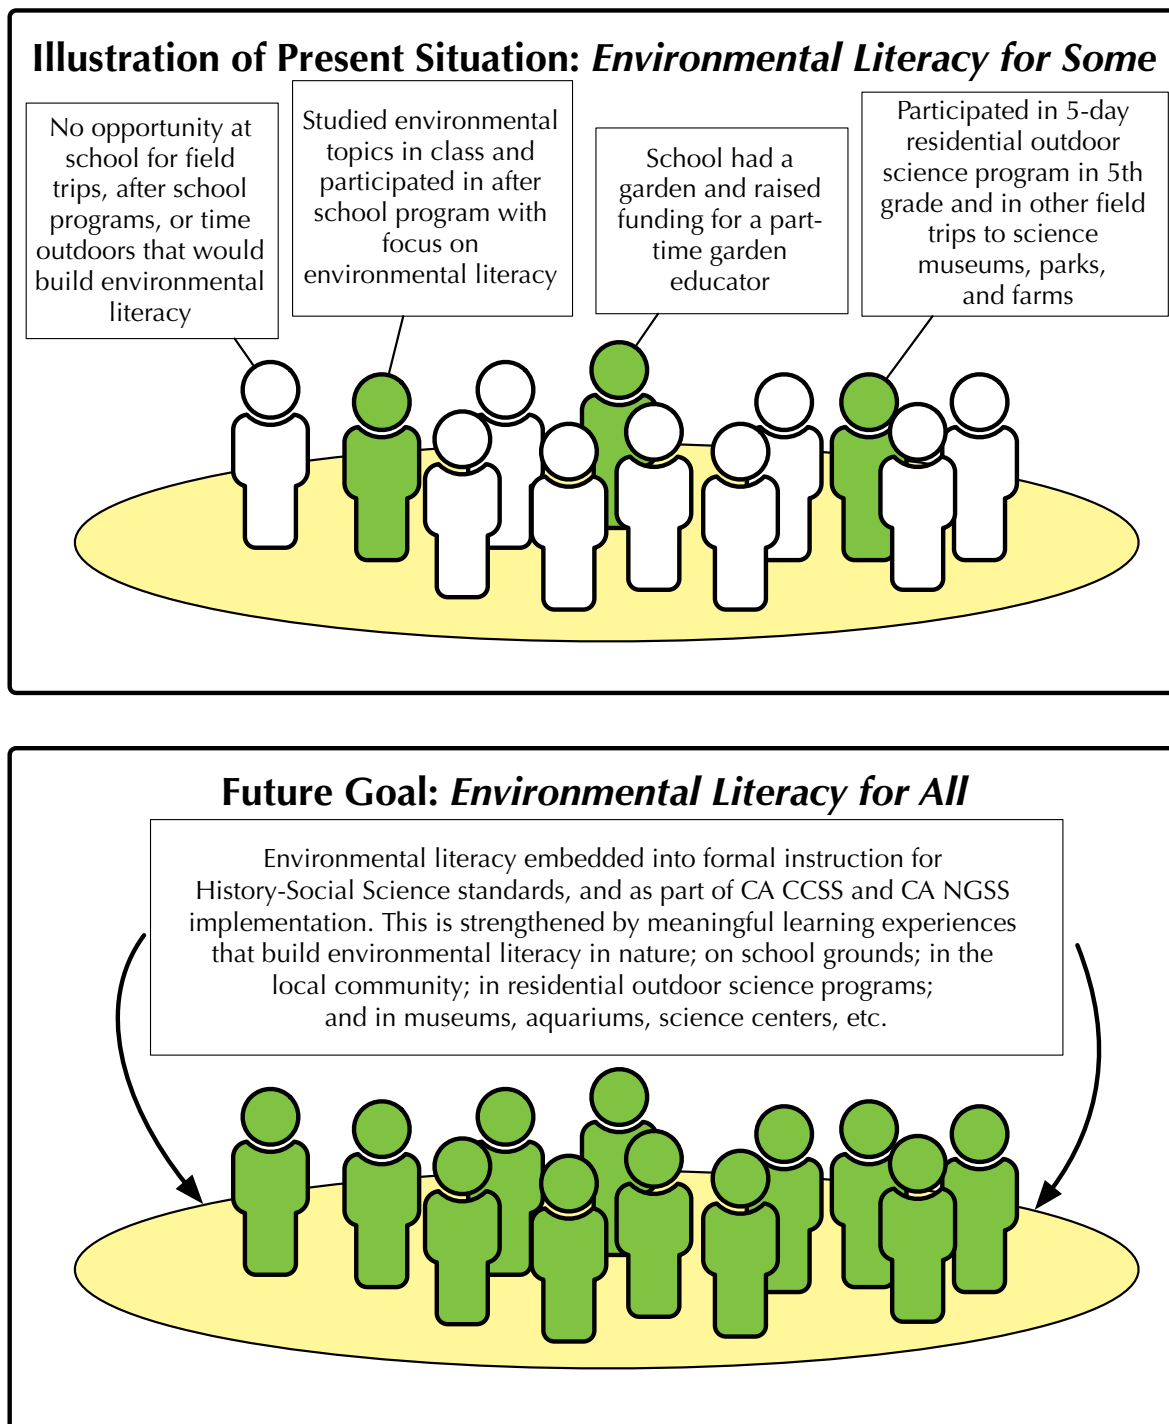 Illustration of Present Situation: Environmental Literacy for Some
No opportunity at
school for field
trips, after school
programs, or time
outdoors that would
build environmental
literacy
Studied environmental
topics in class and
participated in after
school program with
focus on
environmental literacy
School had a
garden and raised
funding for a part-
time garden
educator
Participated in 5-day
residential outdoor
science program in 5th
grade and in other field
trips to science
museums, parks,
and farms
Future Goal: Environmental Literacy for All
Environmental literacy embedded into formal instruction for
History-Social Science standards, and as part of CA CCSS and CA NGSS
implementation. This is strengthened by meaningful learning experiences
that build environmental literacy in nature; on school grounds; in the
local community; in residential outdoor science programs;
and in museums, aquariums, science centers, etc.